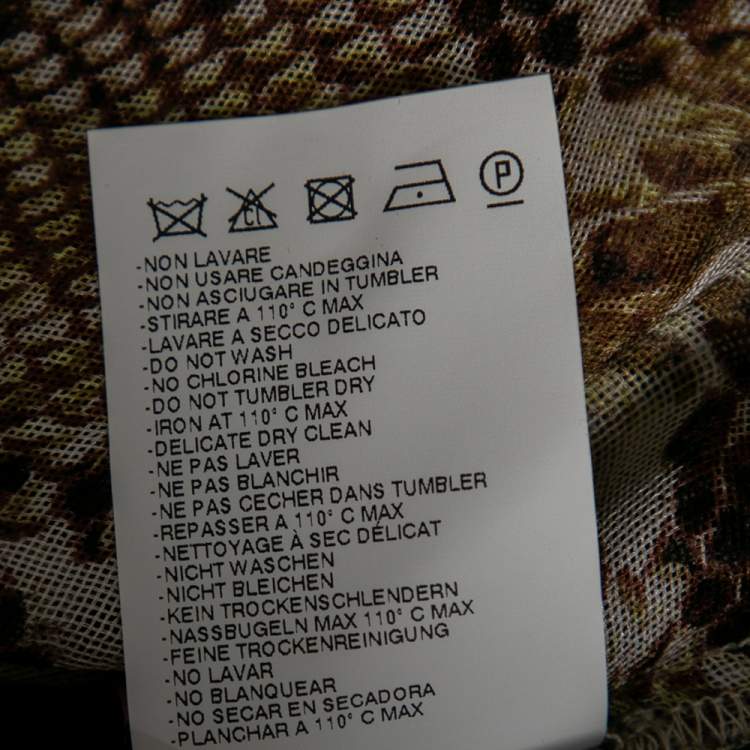 CL P
-NON LAVARE
-NON USARE CANDEGGINA
-NON ASCIUGARE IN TUMBLER
-STIRARE A 110° C MAX
-LAVARE A SECCO DELICATO
-DO NOT WASH
-NO CHLORINE BLEACH
-DO NOT TUMBLER DRY
-IRON AT 110° C MAX
-DELICATE DRY CLEAN
-NE PAS LAVER
-NE PAS BLANCHIR
-NE PAS CECHER DANS TUMBLER
-REPASSER A 110° C MAX
-NETTOYAGE À SEC DÉLICAT
-NICHT WASCHEN
-NICHT BLEICHEN
-KEIN TROCKENSCHLENDERN
-NASSBUGELN MAX 110° C MAX
-FEINE TROCKENREINIGUNG
-NO LAVAR
-NO BLANQUEAR
-NO SECAR EN SECADORA
-PLANCHAR A 110° C MAX